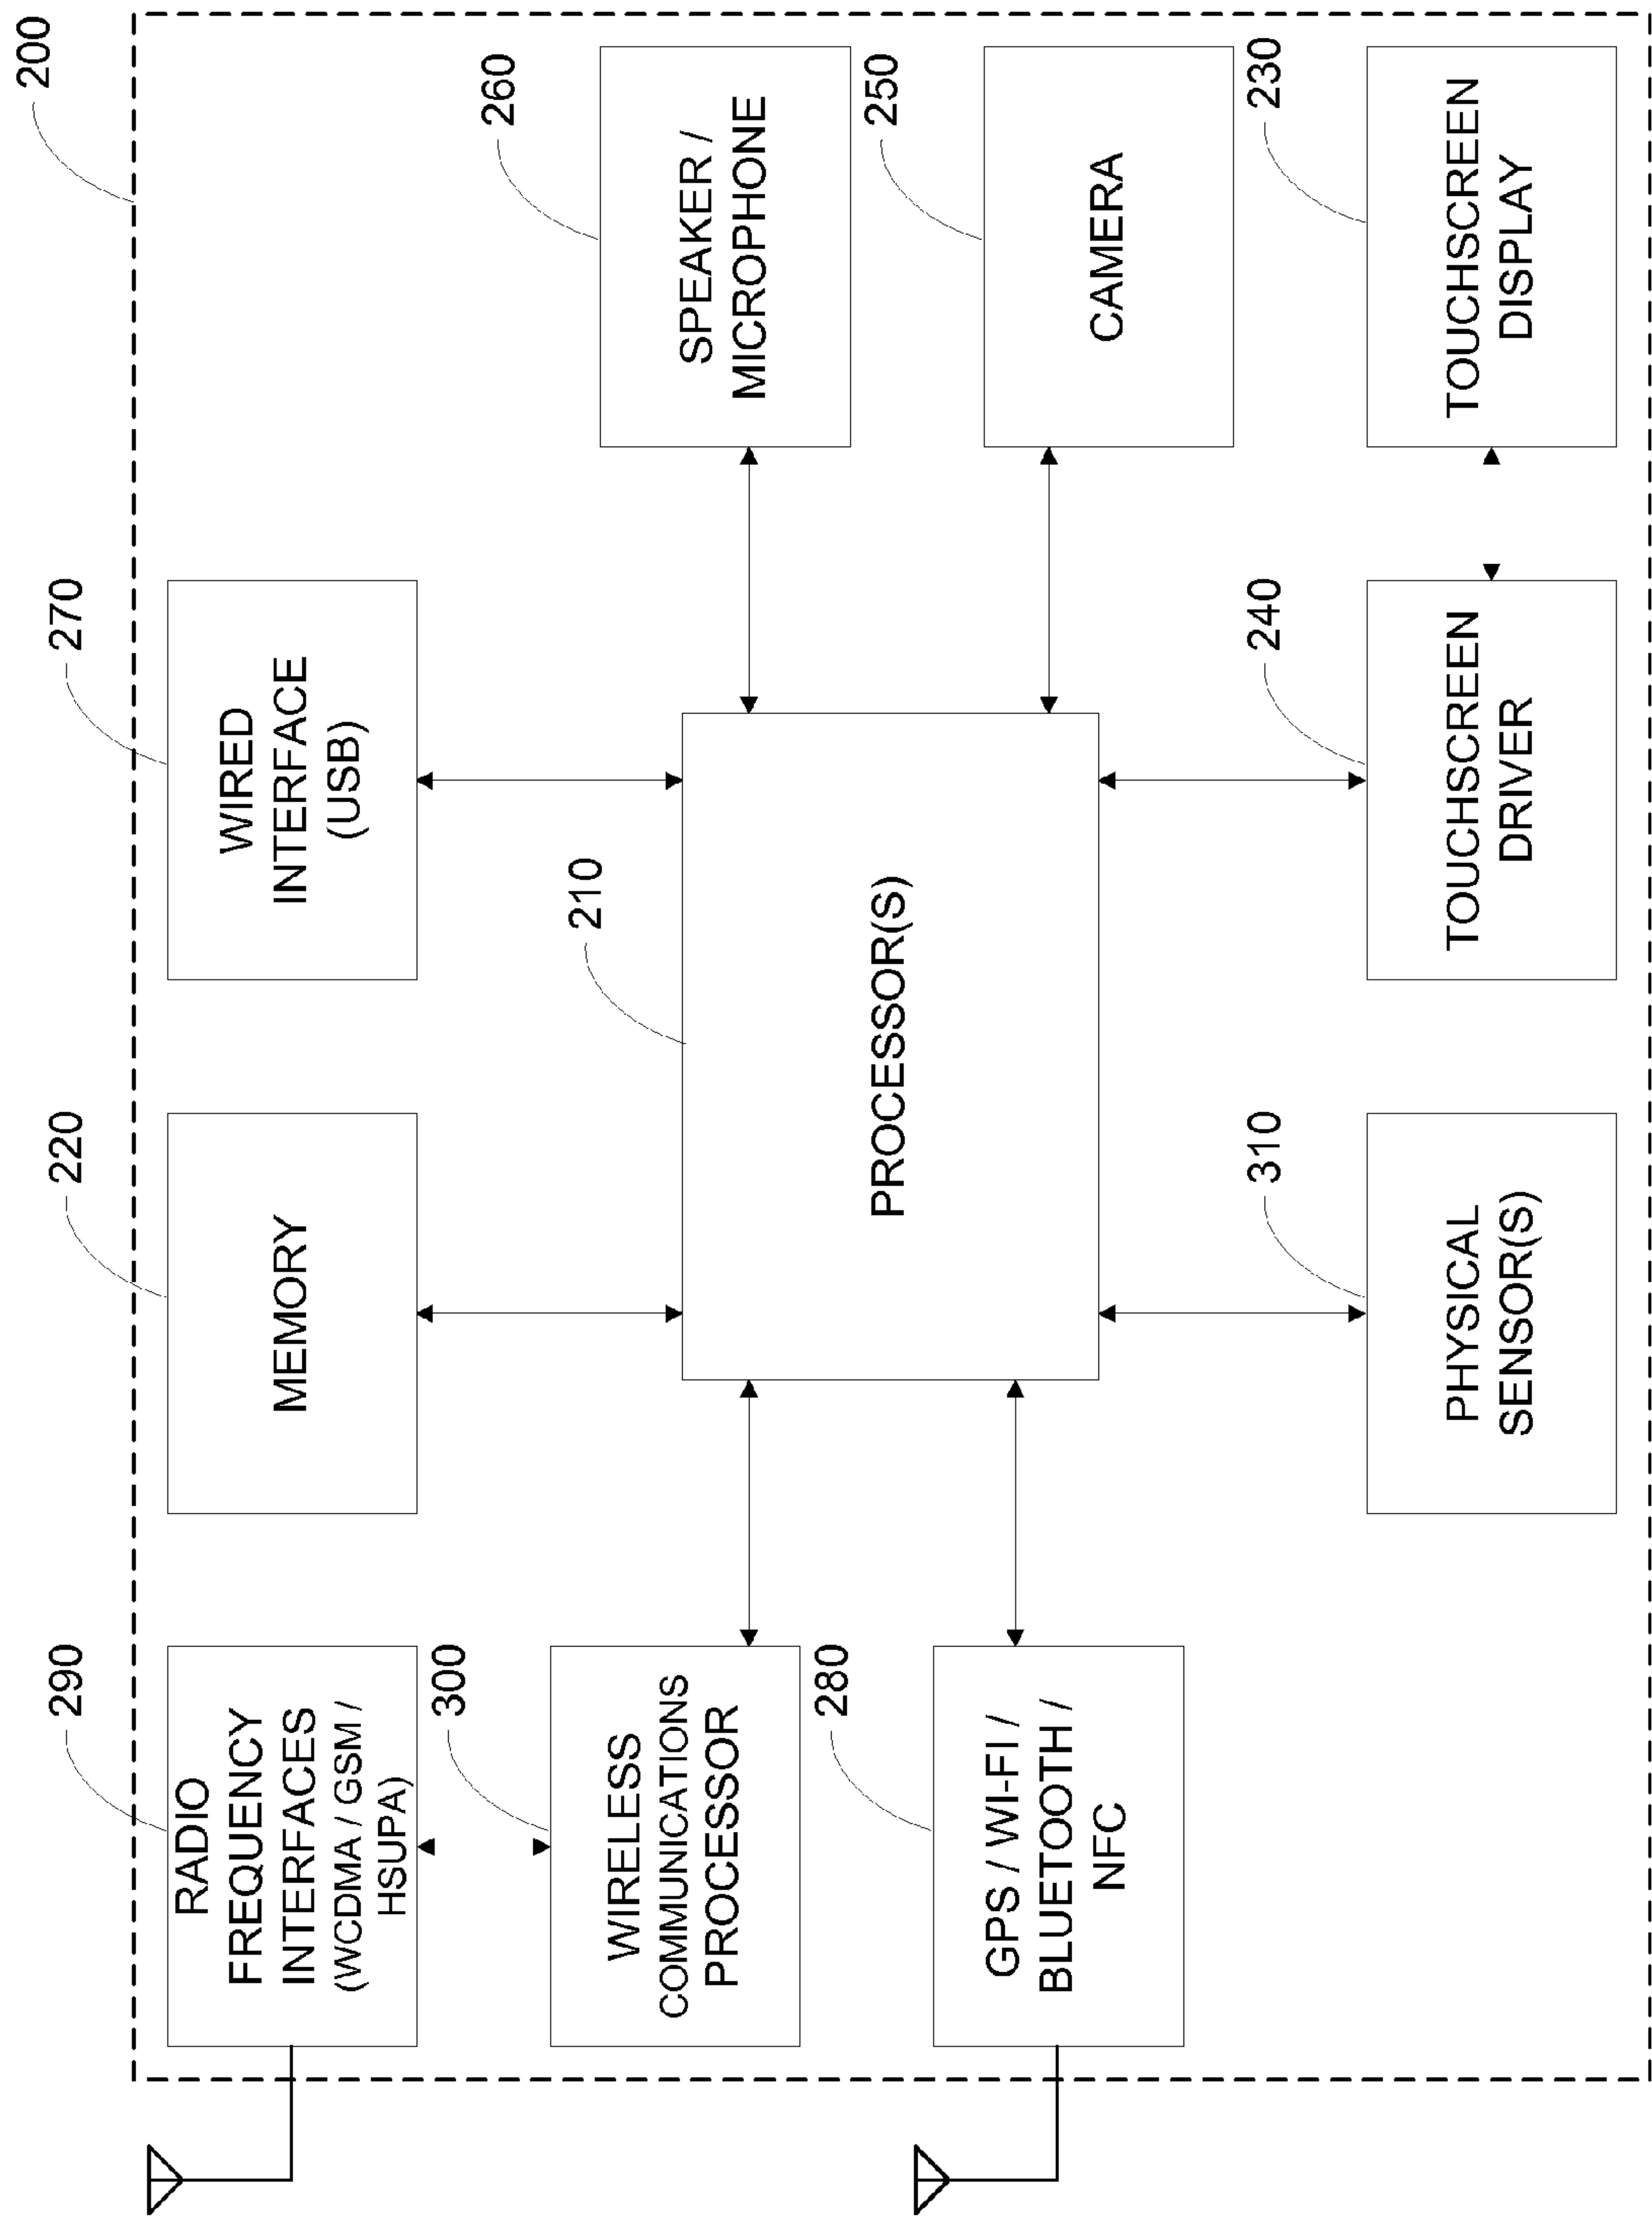 200
290
RADIO
FREQUENCY
INTERFACES
(WCDMA / GSM /
HSUPA)
220
MEMORY
270
WIRED
INTERFACE
(USB)
300
WIRELESS
COMMUNICATIONS
PROCESSOR
210
PROCESSOR(S)
260
SPEAKER /
MICROPHONE
280
GPS / WI-FI /
BLUETOOTH /
NFC
250
CAMERA
310
PHYSICAL
SENSOR(S)
240
TOUCHSCREEN
DRIVER
230
TOUCHSCREEN
DISPLAY